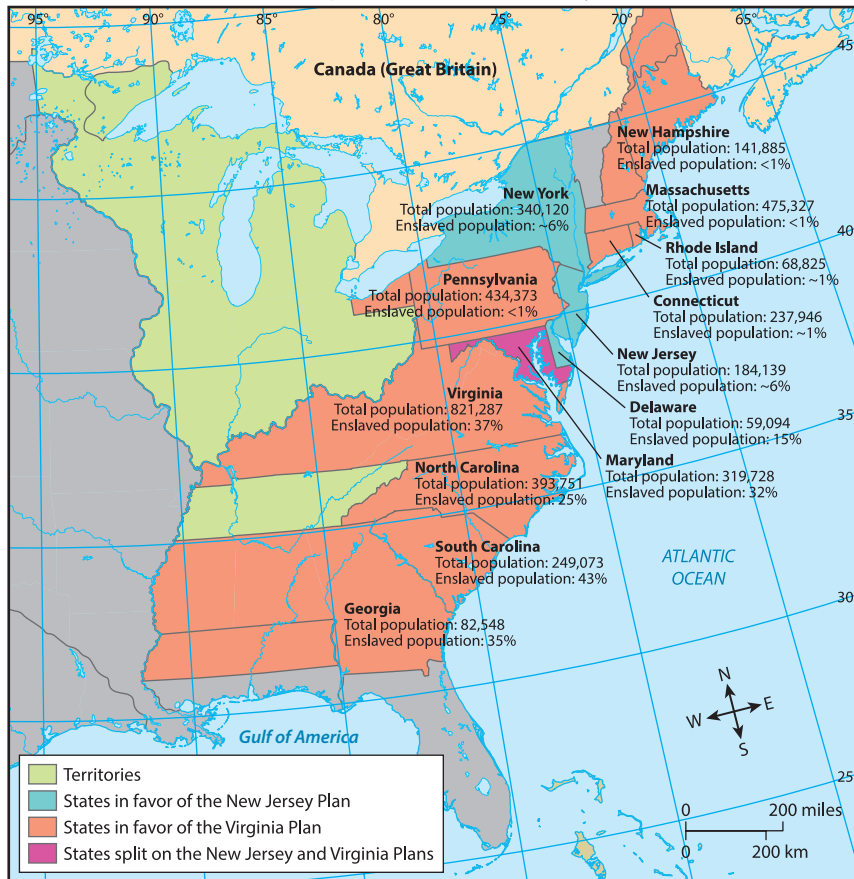 90°
85°
80°
75°
70°
65°
45
Canada (Great Britain)
New Hampshire
Total population: 141,885
Enslaved population: <1%
New York
Total population: 340,120
Enslaved population: ~6%
Massachusetts
Total population: 475,327
Enslaved population: <1%
40
Rhode Island
Total population: 68,825
Enslaved population: ~1%
Pennsylvania
Total population: 434,373
Enslaved population: <1%
Connecticut
Total population: 237,946
Enslaved population: ~1%
New Jersey
Total population: 184,139
Enslaved population: ~6%
Virginia
Total population: 821,287
Enslaved population: 37%
Delaware
Total population: 59,094
Enslaved population: 15%
35
Maryland
Total population: 319,728
Enslaved population: 32%
North Carolina
Total population: 393,751
Enslaved population: 25%
South Carolina
Total population: 249,073
Enslaved population: 43%
ATLANTIC
OCEAN
30
Georgia
Total population: 82,548
Enslaved population: 35%
N
W
E
S
Gulf of America
25
Territories
States in favor of the New Jersey Plan
States in favor of the Virginia Plan
States split on the New Jersey and Virginia Plans
0
200 miles
0
200 km